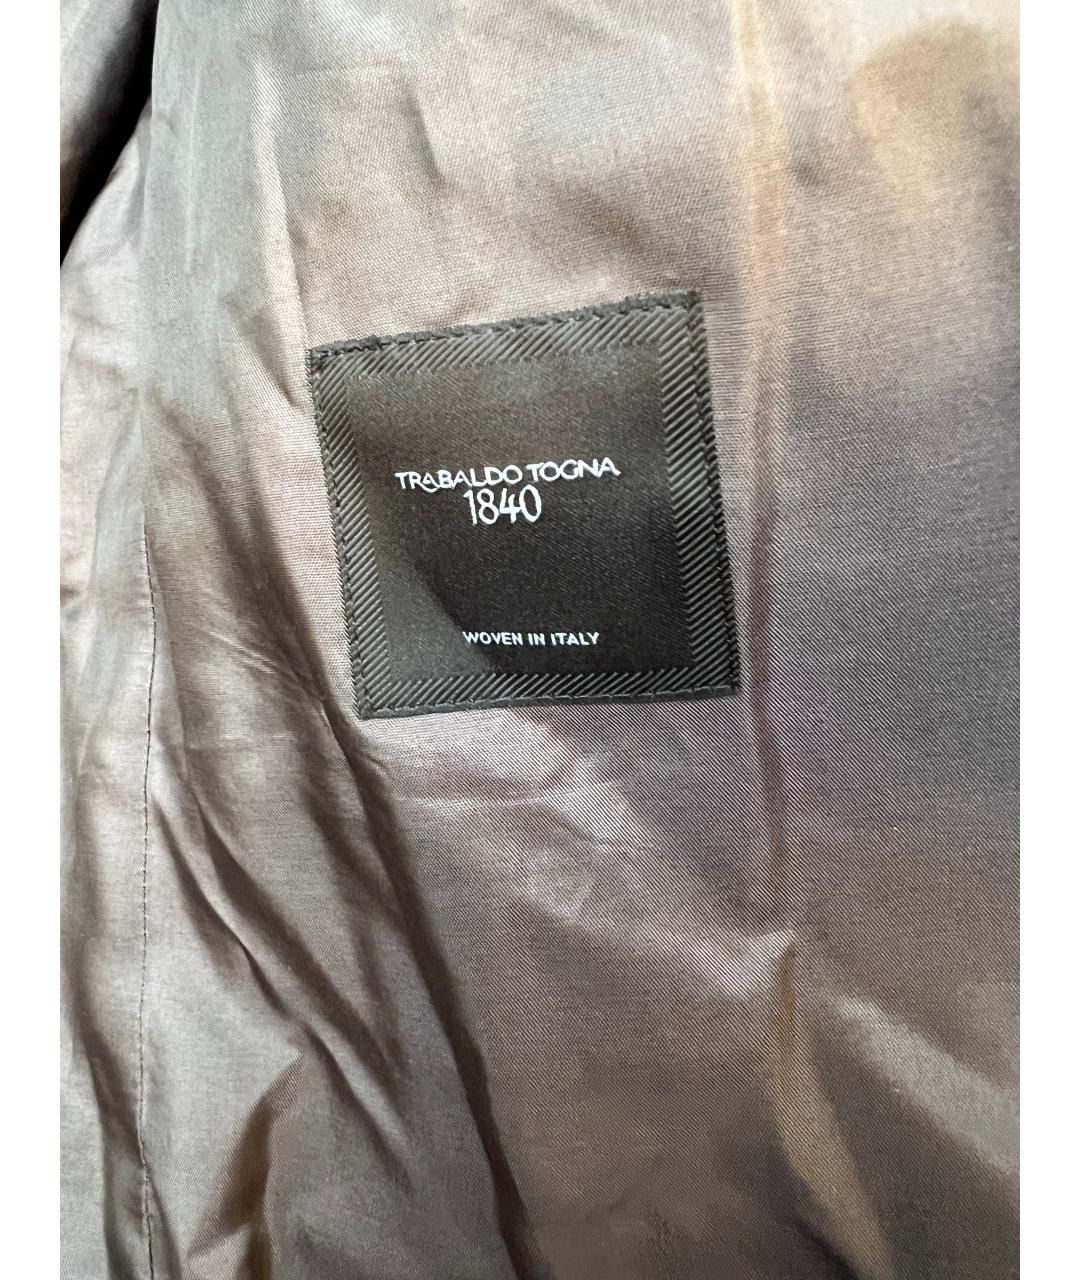 TRABALDO TOGNA
1840
WOVEN IN ITALY